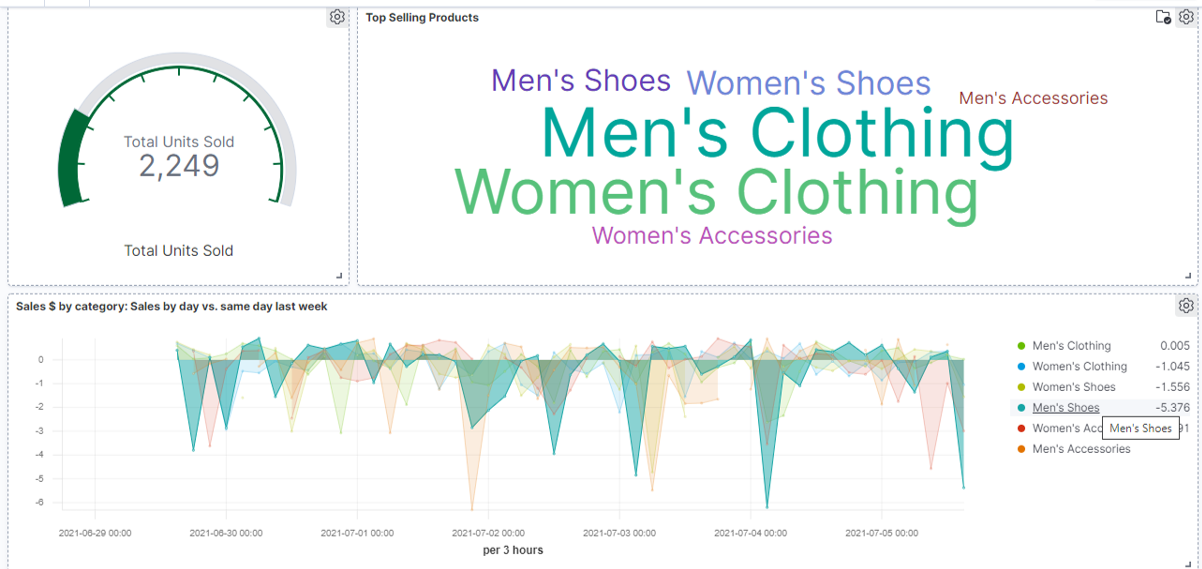 Top Selling Products
Total Units Sold
2,249
Total Units Sold
Men's Shoes
Women's Shoes
Men's Accessories
Men's Clothing
Women's Clothing
Women's Accessories
Sales $ by category: Sales by day vs. same day last week
0
-1
-2
-3
-4
-5
-6
2021-06-29 00:00
2021-06-30 00:00
2021-07-01 00:00
2021-07-02 00:00
2021-07-03 00:00
2021-07-04 00:00
2021-07-05 00:00
per 3 hours
Men's Clothing 0.005
Women's Clothing -1.045
Women's Shoes -1.556
Men's Shoes -5.376
Women's Acc 91
Men's Shoes
Men's Accessories